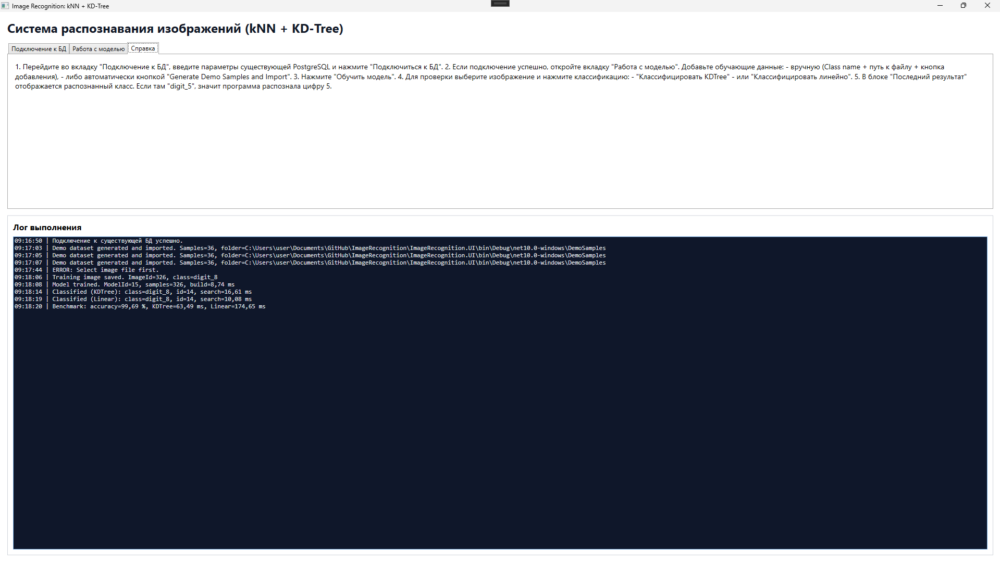 Image Recognition: kNN + KD-Tree
Система распознавания изображений (kNN + KD-Tree)
Подключение к БД Работа с моделью Справка
1. Перейдите во вкладку "Подключение к БД", введите параметры существующей PostgreSQL и нажмите "Подключиться к БД". 2. Если подключение успешно, откройте вкладку "Работа с моделью". Добавьте обучающие данные: - вручную (Class name + путь к файлу + кнопка
добавления), - либо автоматически кнопкой "Generate Demo Samples and Import". 3. Нажмите "Обучить модель". 4. Для проверки выберите изображение и нажмите классификацию: - "Классифицировать KDTree" - или "Классифицировать линейно". 5. В блоке "Последний результат"
отображается распознанный класс. Если там "digit_5", значит программа распознала цифру 5.
Лог выполнения
09:16:50 | Подключение к существующей БД успешно.
09:17:03 | Demo dataset generated and imported. Samples=36, folder=C:\Users\user\Documents\GitHub\ImageRecognition\ImageRecognition.UI\bin\Debug\net10.0-windows\DemoSamples
09:17:05 | Demo dataset generated and imported. Samples=36, folder=C:\Users\user\Documents\GitHub\ImageRecognition\ImageRecognition.UI\bin\Debug\net10.0-windows\DemoSamples
09:17:07 | Demo dataset generated and imported. Samples=36, folder=C:\Users\user\Documents\GitHub\ImageRecognition\ImageRecognition.UI\bin\Debug\net10.0-windows\DemoSamples
09:17:44 | ERROR: Select image file first.
09:18:06 | Training image saved. ImageId=326, class=digit_8
09:18:08 | Model trained. ModelId=15, samples=326, build=8,74 ms
09:18:14 | Classified (KDTree): class=digit_8, id=14, search=16,61 ms
09:18:19 | Classified (Linear): class=digit_8, id=14, search=10,08 ms
09:18:20 | Benchmark: accuracy=99,69 %, KDTree=63,49 ms, Linear=174,65 ms